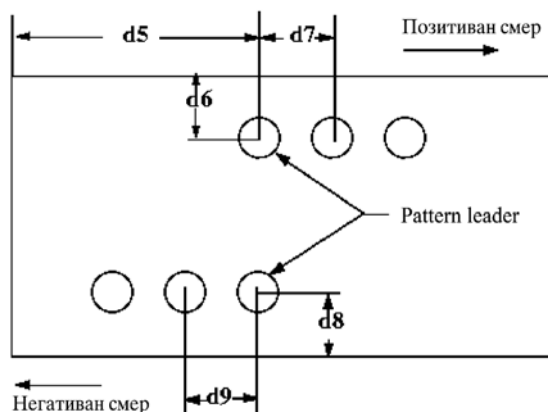 d5
d7
Позитиван смер
d6
Pattern leader
d8
d9
Негативан смер